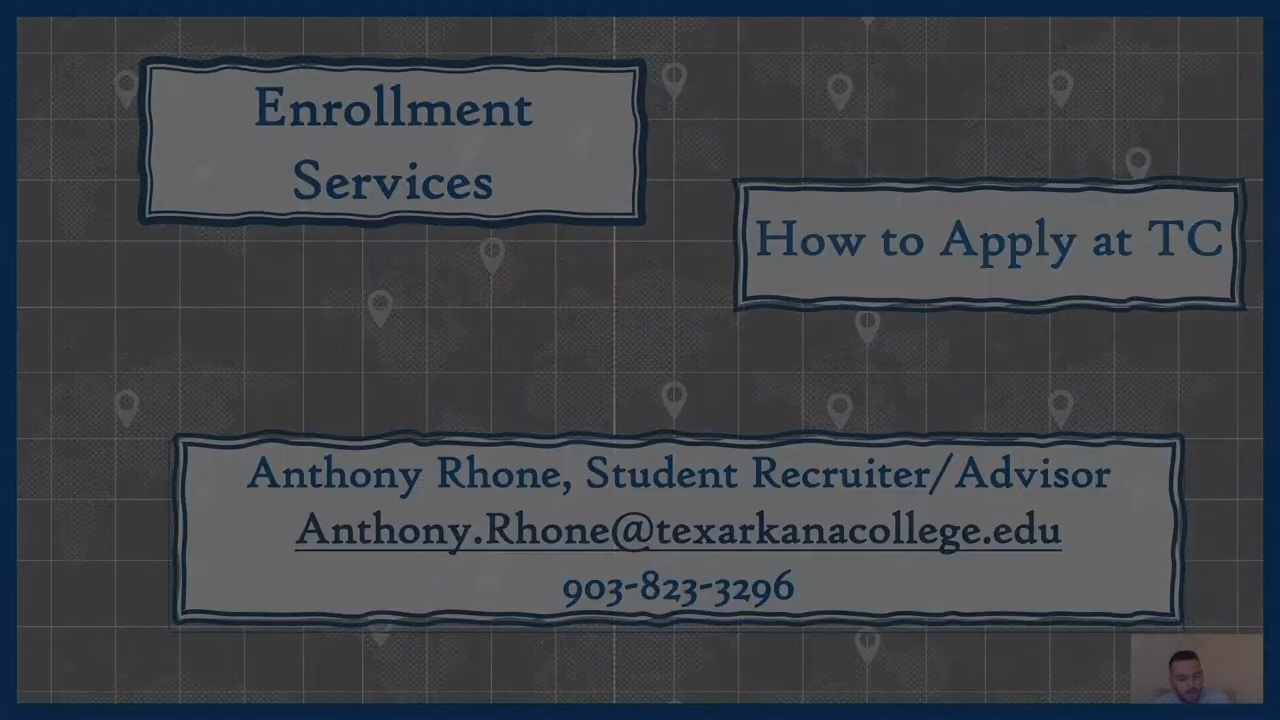 Enrollment
Services
How to Apply at TC
Anthony Rhone, Student Recruiter/Advisor
Anthony.Rhone@texarkanacollege.edu
903-823-3296